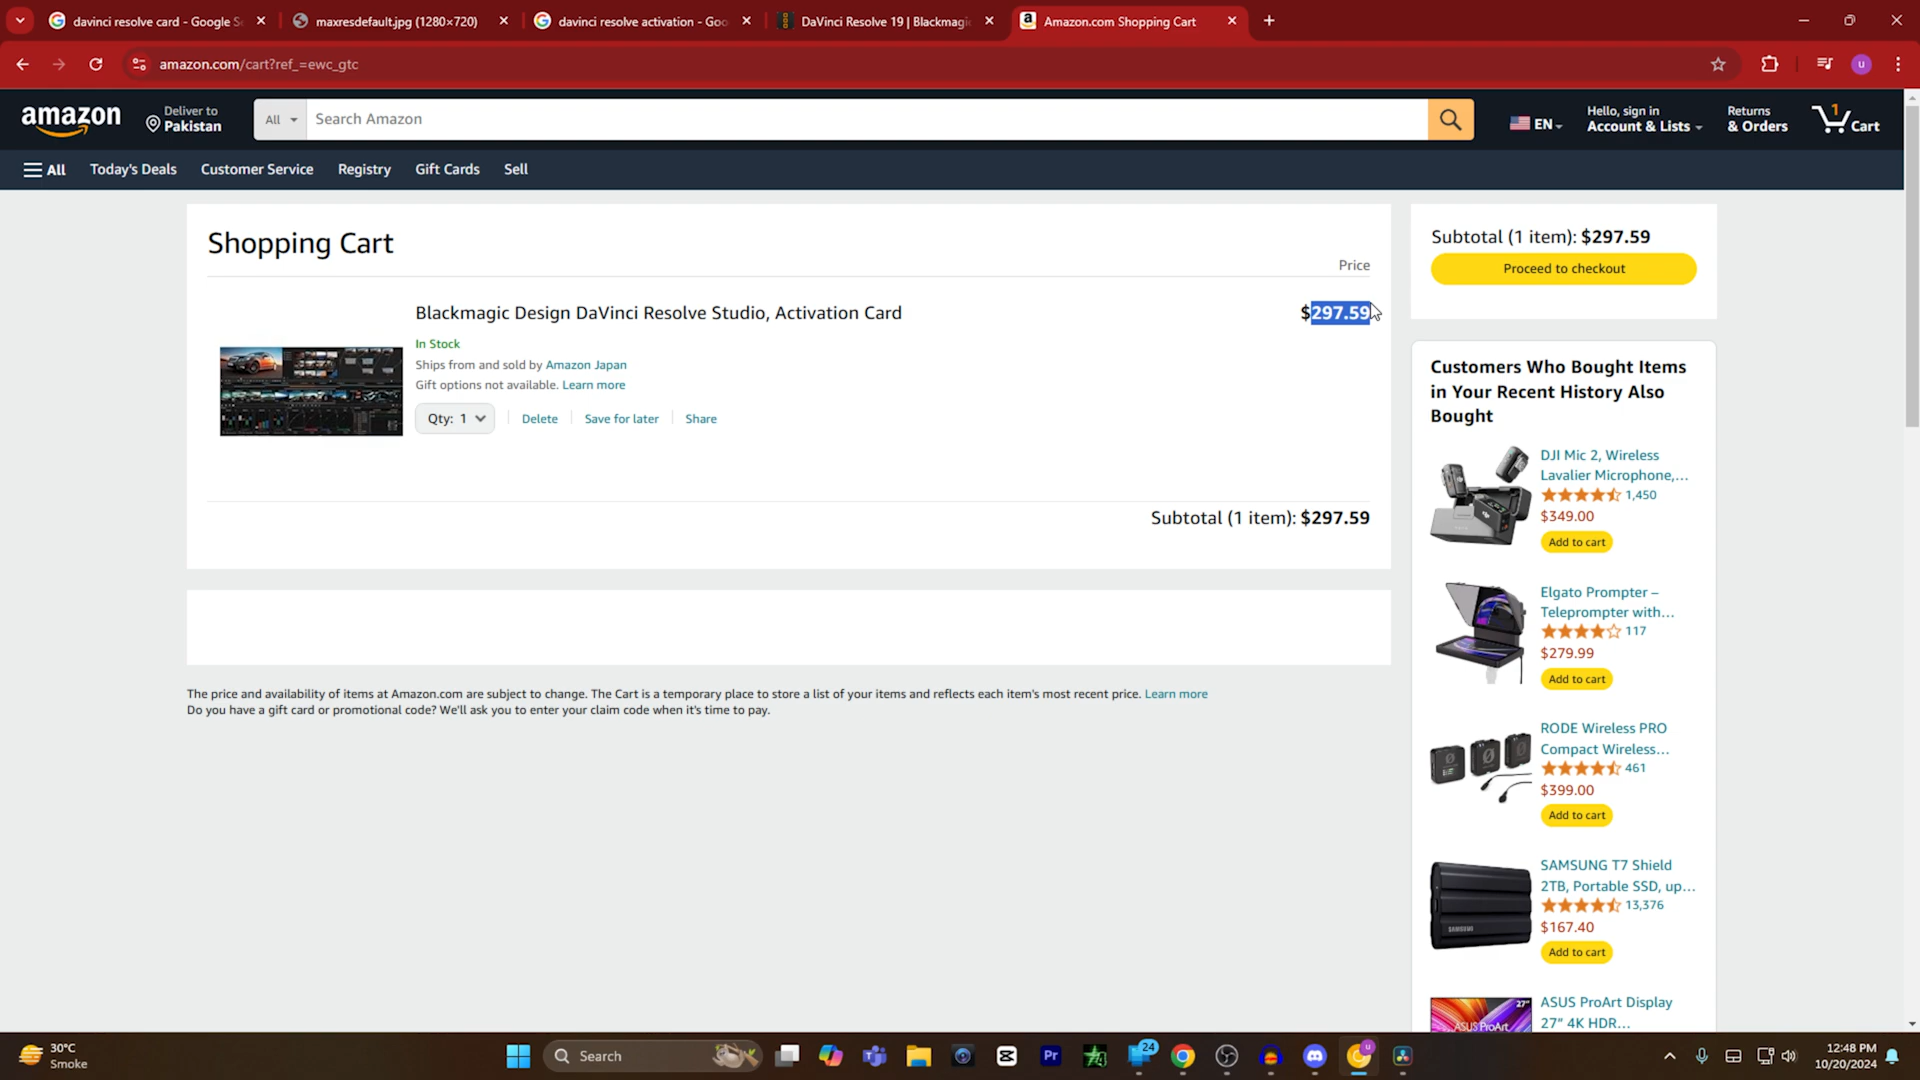 davinci resolve card - Google S
maxresdefault.jpg (1280×720)
davinci resolve activation - Goo
DaVinci Resolve 19 | Blackmagic
Amazon.com Shopping Cart
amazon.com/cart?ref_=ewc_gtc
u
amazon
Deliver to
Pakistan
All
Search Amazon
EN
Hello, sign in
Account & Lists
Returns
& Orders
1
Cart
All
Today's Deals
Customer Service
Registry
Gift Cards
Sell
Shopping Cart
Price
Blackmagic Design DaVinci Resolve Studio, Activation Card
$297.59
In Stock
Ships from and sold by Amazon Japan
Gift options not available. Learn more
Qty: 1
Delete
Save for later
Share
Subtotal (1 item): $297.59
The price and availability of items at Amazon.com are subject to change. The Cart is a temporary place to store a list of your items and reflects each item's most recent price. Learn more
Do you have a gift card or promotional code? We'll ask you to enter your claim code when it's time to pay.
Subtotal (1 item): $297.59
Proceed to checkout
Customers Who Bought Items
in Your Recent History Also
Bought
DJI Mic 2, Wireless
Lavalier Microphone,...
1,450
$349.00
Add to cart
Elgato Prompter –
Teleprompter with...
117
$279.99
Add to cart
RODE Wireless PRO
Compact Wireless...
461
$399.00
Add to cart
SAMSUNG T7 Shield
2TB, Portable SSD, up...
13,376
$167.40
Add to cart
SAMSUNG
ASUS ProArt Display
27" 4K HDR...
27"
ASUS ProArt
30°C
Smoke
Search
Pr
24
u
12:48 PM
10/20/2024